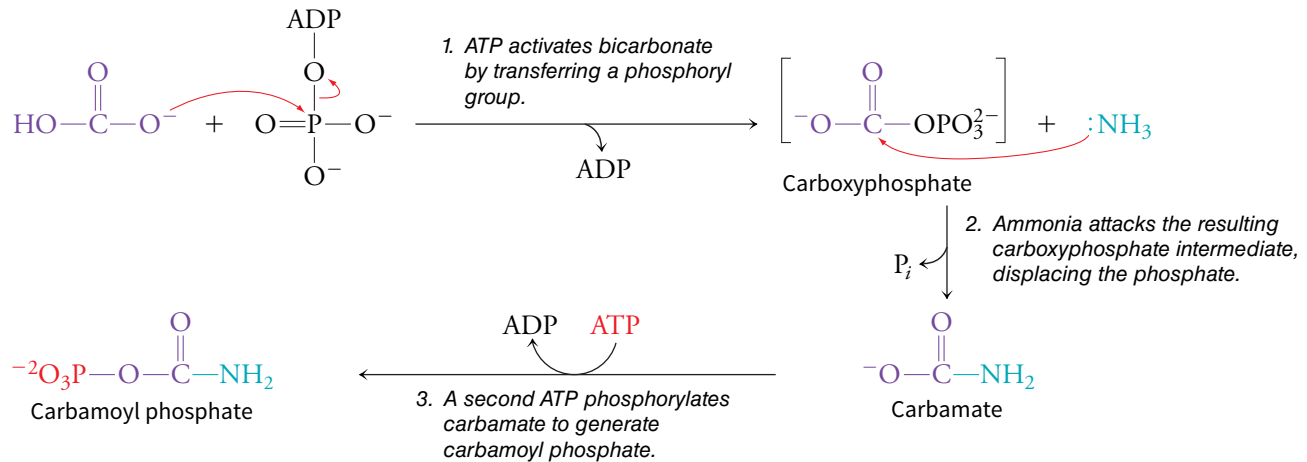 ADP
O
O
HO—C—O⁻ + O=P—O⁻
O⁻
1. ATP activates bicarbonate
by transferring a phosphoryl
group.
ADP
O
⁻O—C—OPO₃²⁻ + :NH₃
Carboxyphosphate
2. Ammonia attacks the resulting
carboxyphosphate intermediate,
displacing the phosphate.
Pᵢ
O
⁻O—C—NH₂
Carbamate
ADP ATP
3. A second ATP phosphorylates
carbamate to generate
carbamoyl phosphate.
O
⁻²O₃P—O—C—NH₂
Carbamoyl phosphate